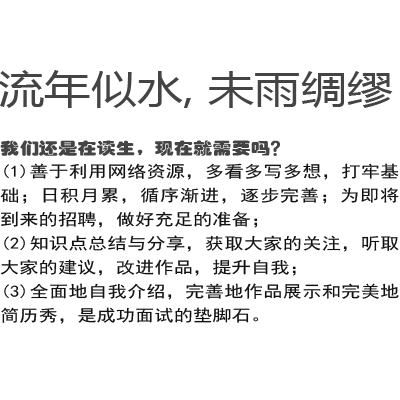 流年似水,未雨绸缪
我们还是在读生，现在就需要吗?
(1)善于利用网络资源，多看多写多想，打牢基
础；日积月累，循序渐进，逐步完善；为即将
到来的招聘，做好充足的准备；
(2)知识点总结与分享，获取大家的关注，听取
大家的建议，改进作品，提升自我；
(3)全面地自我介绍，完善地作品展示和完美地
简历秀，是成功面试的垫脚石。